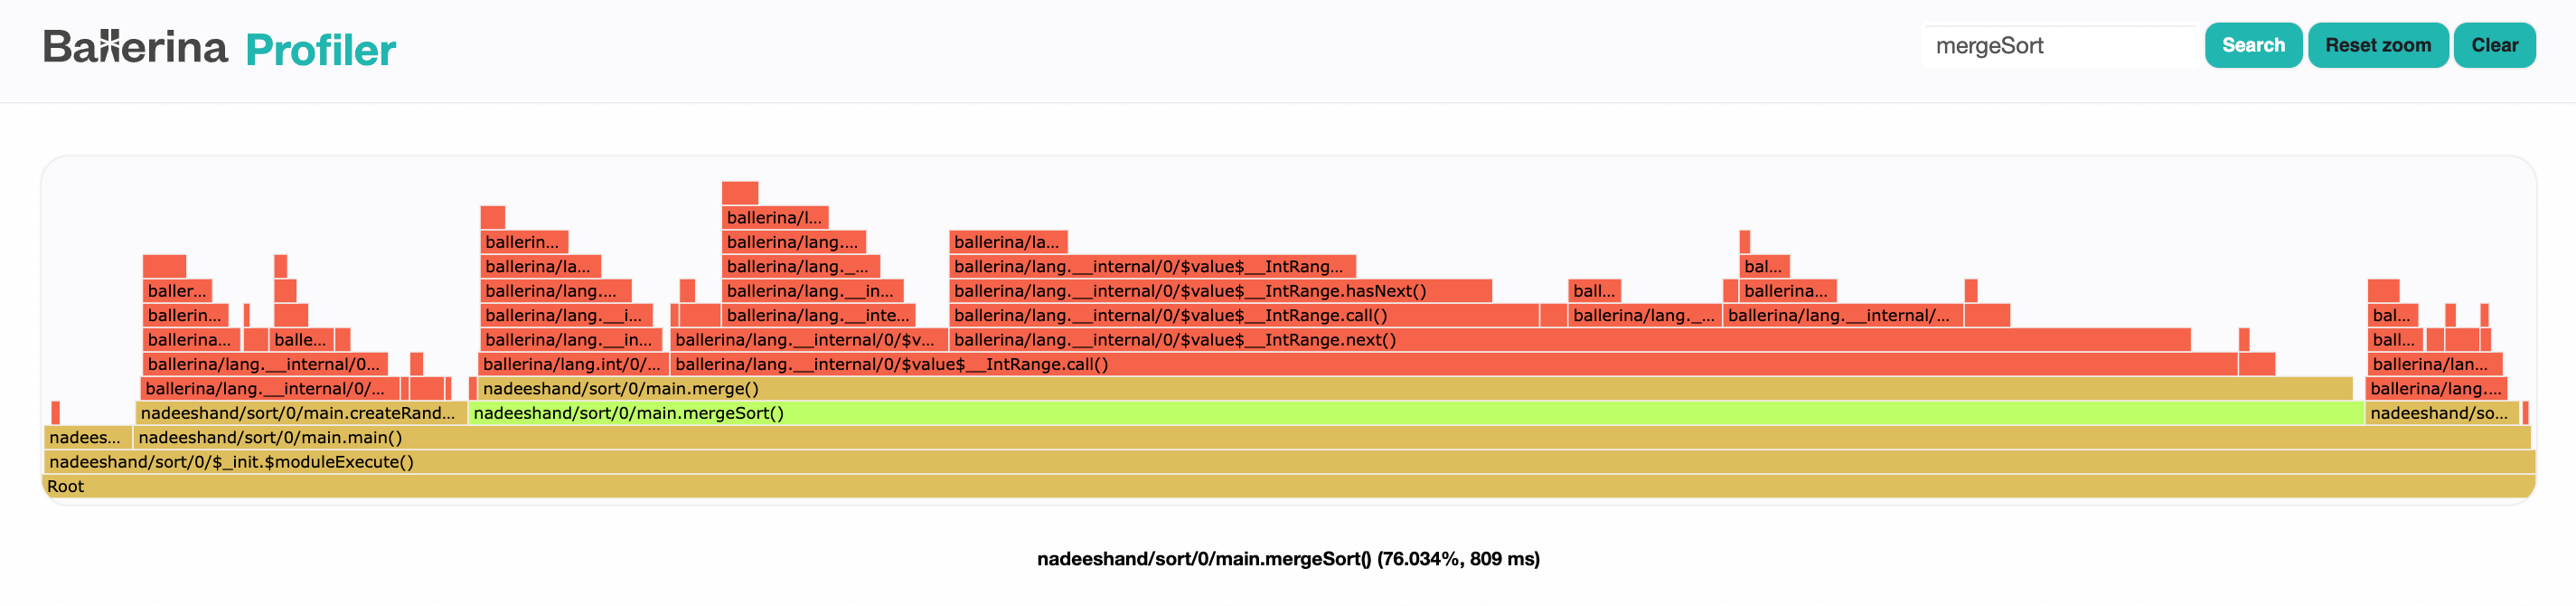 Ballerina Profiler
mergeSort Search Reset zoom Clear
ballerina/l...
ballerin... ballerina/lang.... ballerina/la...
ballerina/la... ballerina/lang._... ballerina/lang.__internal/0/$value$__IntRang... bal...
baller... ballerina/lang.... ballerina/lang.__in... ballerina/lang.__internal/0/$value$__IntRange.hasNext() ball... ballerina...
ballerin... ballerina/lang.__i... ballerina/lang.__inte... ballerina/lang.__internal/0/$value$__IntRange.call() ballerina/lang._... ballerina/lang.__internal/... bal...
ballerina... balle... ballerina/lang.__in... ballerina/lang.__internal/0/$v... ballerina/lang.__internal/0/$value$__IntRange.next() ball...
ballerina/lang.__internal/0... ballerina/lang.int/0/... ballerina/lang.__internal/0/$value$__IntRange.call() ballerina/lan...
ballerina/lang.__internal/0/... nadeeshand/sort/0/main.merge() ballerina/lang....
nadeeshand/sort/0/main.createRand... nadeeshand/sort/0/main.mergeSort() nadeeshand/so...
nadees... nadeeshand/sort/0/main.main()
nadeeshand/sort/0/$_init.$moduleExecute()
Root
nadeeshand/sort/0/main.mergeSort() (76.034%, 809 ms)